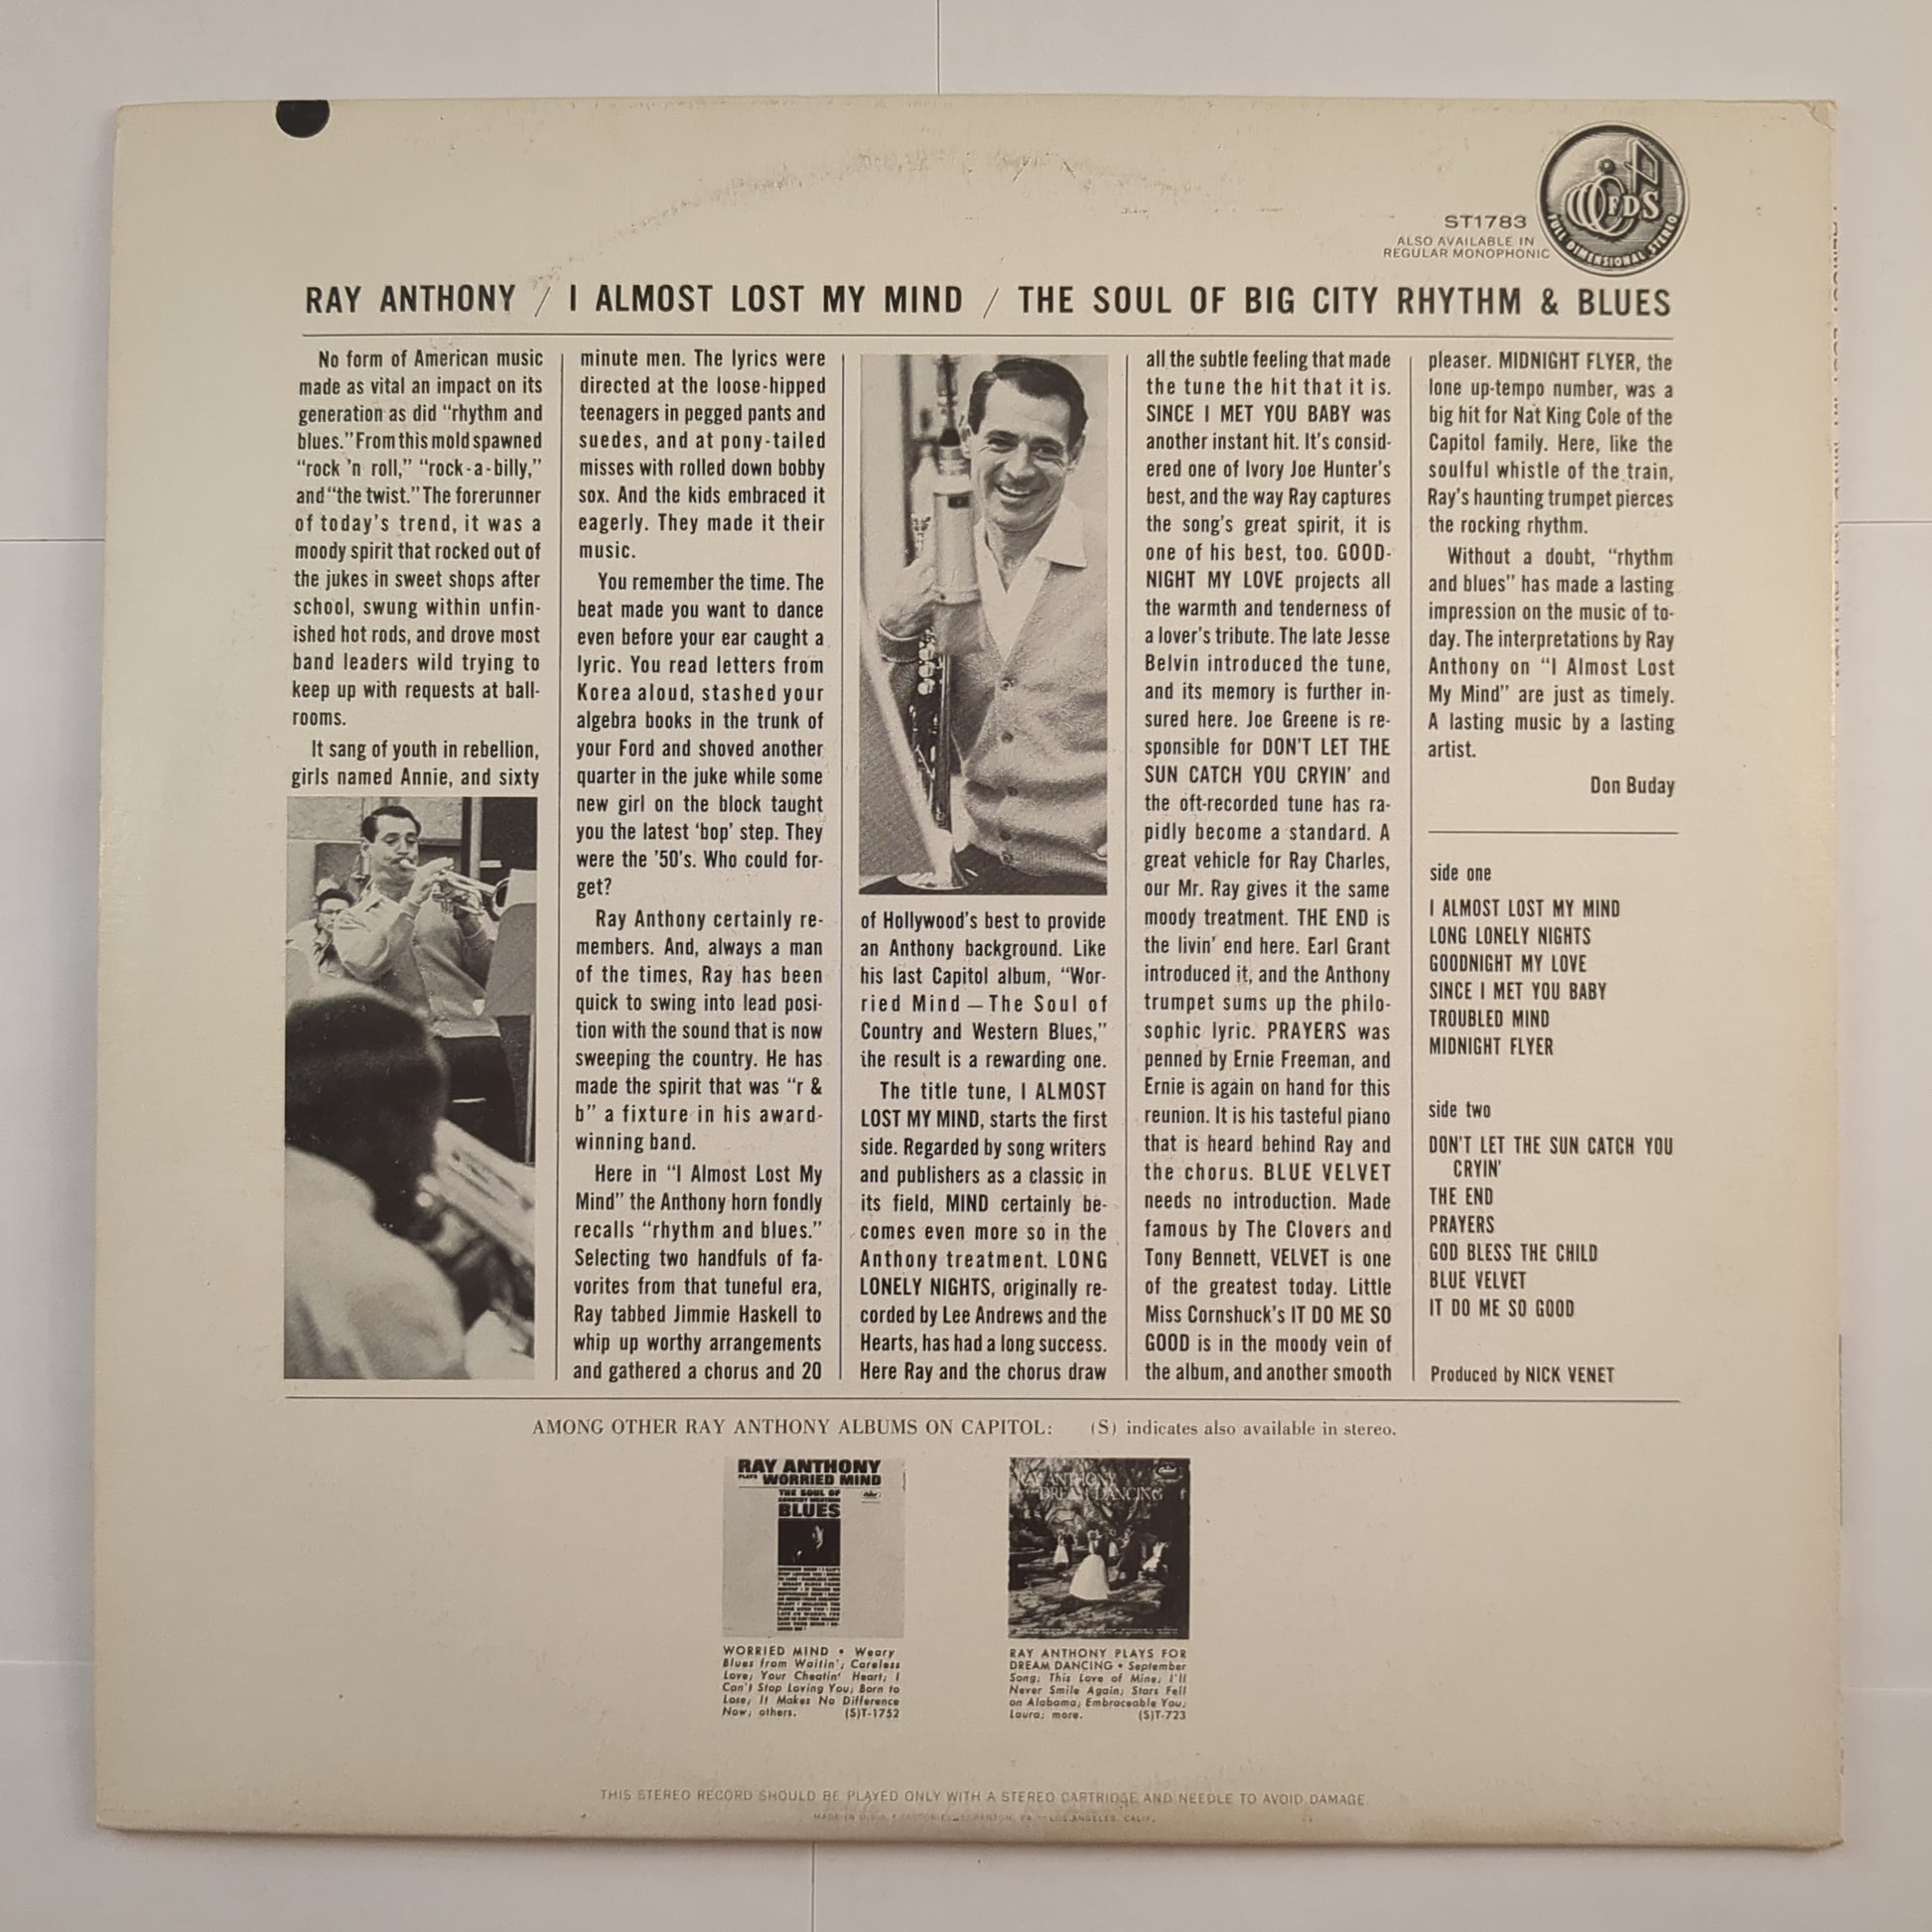 FDS
FULL DIMENSIONAL STEREO
ST1783
ALSO AVAILABLE IN
REGULAR MONOPHONIC
RAY ANTHONY / I ALMOST LOST MY MIND / THE SOUL OF BIG CITY RHYTHM & BLUES
No form of American music
made as vital an impact on its
generation as did “rhythm and
blues.” From this mold spawned
“rock ’n roll,” “rock-a-billy,”
and “the twist.” The forerunner
of today’s trend, it was a
moody spirit that rocked out of
the jukes in sweet shops after
school, swung within unfin-
ished hot rods, and drove most
band leaders wild trying to
keep up with requests at ball-
rooms.
It sang of youth in rebellion,
girls named Annie, and sixty
minute men. The lyrics were
directed at the loose-hipped
teenagers in pegged pants and
suedes, and at pony-tailed
misses with rolled down bobby
sox. And the kids embraced it
eagerly. They made it their
music.
You remember the time. The
beat made you want to dance
even before your ear caught a
lyric. You read letters from
Korea aloud, stashed your
algebra books in the trunk of
your Ford and shoved another
quarter in the juke while some
new girl on the block taught
you the latest ‘bop’ step. They
were the ’50’s. Who could for-
get?
Ray Anthony certainly re-
members. And, always a man
of the times, Ray has been
quick to swing into lead posi-
tion with the sound that is now
sweeping the country. He has
made the spirit that was “r &
b” a fixture in his award-
winning band.
Here in “I Almost Lost My
Mind” the Anthony horn fondly
recalls “rhythm and blues.”
Selecting two handfuls of fa-
vorites from that tuneful era,
Ray tabbed Jimmie Haskell to
whip up worthy arrangements
and gathered a chorus and 20
of Hollywood’s best to provide
an Anthony background. Like
his last Capitol album, “Wor-
ried Mind — The Soul of
Country and Western Blues,”
the result is a rewarding one.
The title tune, I ALMOST
LOST MY MIND, starts the first
side. Regarded by song writers
and publishers as a classic in
its field, MIND certainly be-
comes even more so in the
Anthony treatment. LONG
LONELY NIGHTS, originally re-
corded by Lee Andrews and the
Hearts, has had a long success.
Here Ray and the chorus draw
all the subtle feeling that made
the tune the hit that it is.
SINCE I MET YOU BABY was
another instant hit. It’s consid-
ered one of Ivory Joe Hunter’s
best, and the way Ray captures
the song’s great spirit, it is
one of his best, too. GOOD-
NIGHT MY LOVE projects all
the warmth and tenderness of
a lover’s tribute. The late Jesse
Belvin introduced the tune,
and its memory is further in-
sured here. Joe Greene is re-
sponsible for DON’T LET THE
SUN CATCH YOU CRYIN’ and
the oft-recorded tune has ra-
pidly become a standard. A
great vehicle for Ray Charles,
our Mr. Ray gives it the same
moody treatment. THE END is
the livin’ end here. Earl Grant
introduced it, and the Anthony
trumpet sums up the philo-
sophic lyric. PRAYERS was
penned by Ernie Freeman, and
Ernie is again on hand for this
reunion. It is his tasteful piano
that is heard behind Ray and
the chorus. BLUE VELVET
needs no introduction. Made
famous by The Clovers and
Tony Bennett, VELVET is one
of the greatest today. Little
Miss Cornshuck’s IT DO ME SO
GOOD is in the moody vein of
the album, and another smooth
pleaser. MIDNIGHT FLYER, the
lone up-tempo number, was a
big hit for Nat King Cole of the
Capitol family. Here, like the
soulful whistle of the train,
Ray’s haunting trumpet pierces
the rocking rhythm.
Without a doubt, “rhythm
and blues” has made a lasting
impression on the music of to-
day. The interpretations by Ray
Anthony on “I Almost Lost
My Mind” are just as timely.
A lasting music by a lasting
artist.
Don Buday
side one
I ALMOST LOST MY MIND
LONG LONELY NIGHTS
GOODNIGHT MY LOVE
SINCE I MET YOU BABY
TROUBLED MIND
MIDNIGHT FLYER
side two
DON’T LET THE SUN CATCH YOU
CRYIN’
THE END
PRAYERS
GOD BLESS THE CHILD
BLUE VELVET
IT DO ME SO GOOD
Produced by NICK VENET
AMONG OTHER RAY ANTHONY ALBUMS ON CAPITOL: (S) indicates also available in stereo.
RAY ANTHONY
PLAYS WORRIED MIND
THE SOUL OF
COUNTRY WESTERN
BLUES
RAY ANTHONY
DREAM DANCING
WORRIED MIND • Weary
Blues from Waitin’; Careless
Love; Your Cheatin’ Heart; I
Can’t Stop Loving You; Born to
Lose; It Makes No Difference
Now; others. (S)T-1752
RAY ANTHONY PLAYS FOR
DREAM DANCING • September
Song; This Love of Mine; I’ll
Never Smile Again; Stars Fell
on Alabama; Embraceable You;
Laura; more. (S)T-723
THIS STEREO RECORD SHOULD BE PLAYED ONLY WITH A STEREO CARTRIDGE AND NEEDLE TO AVOID DAMAGE.
MADE IN U.S.A. • SCRANTON, PA. — LOS ANGELES, CALIF.